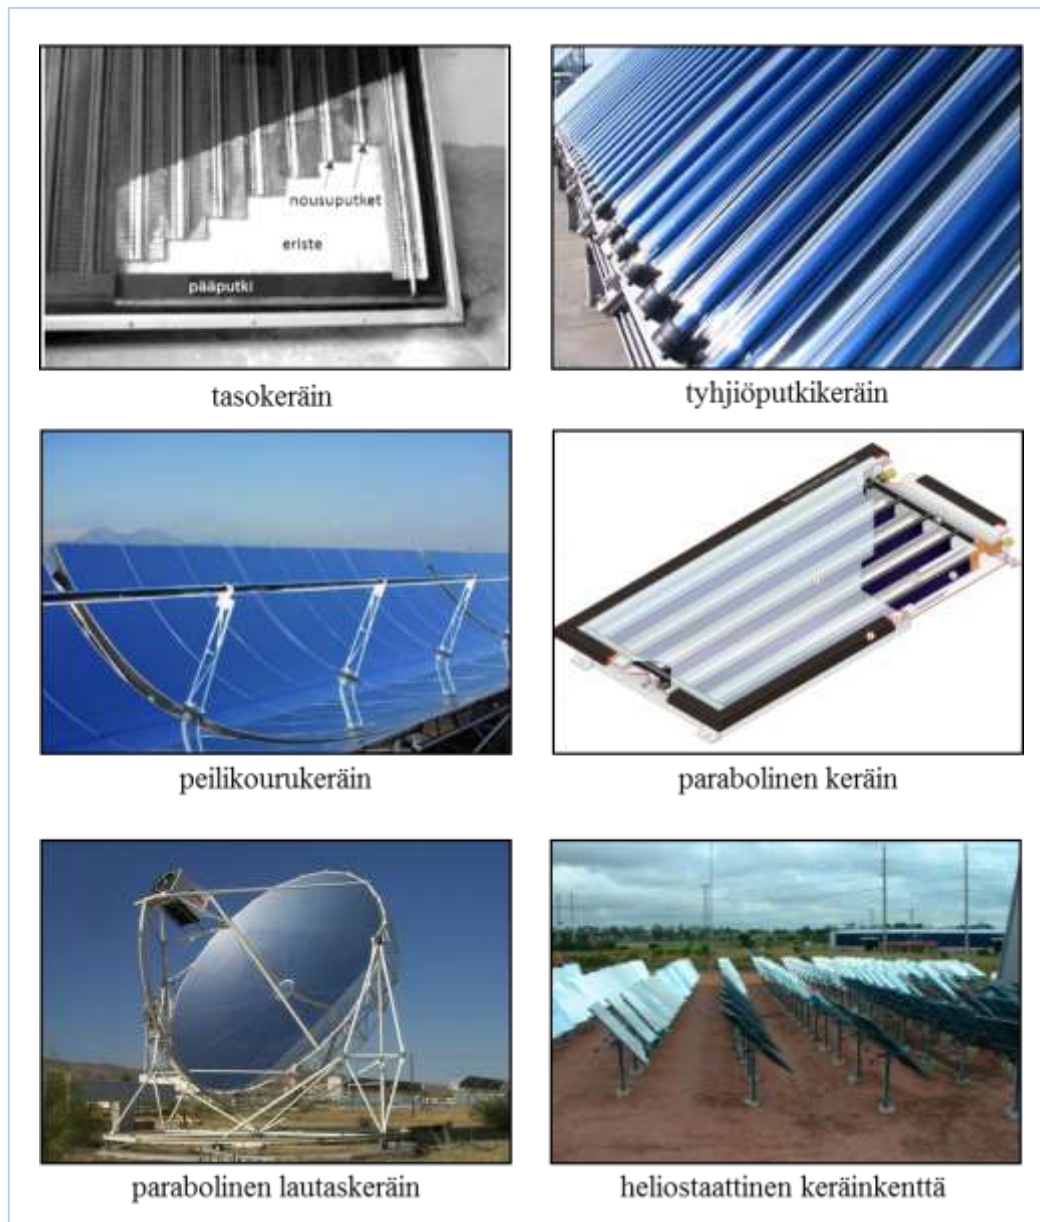 nousuputket
eriste
pääputki
tasokeräin
tyhjiöputkikeräin
peilikourukeräin
parabolinen keräin
parabolinen lautaskeräin
heliostaattinen keräinkenttä